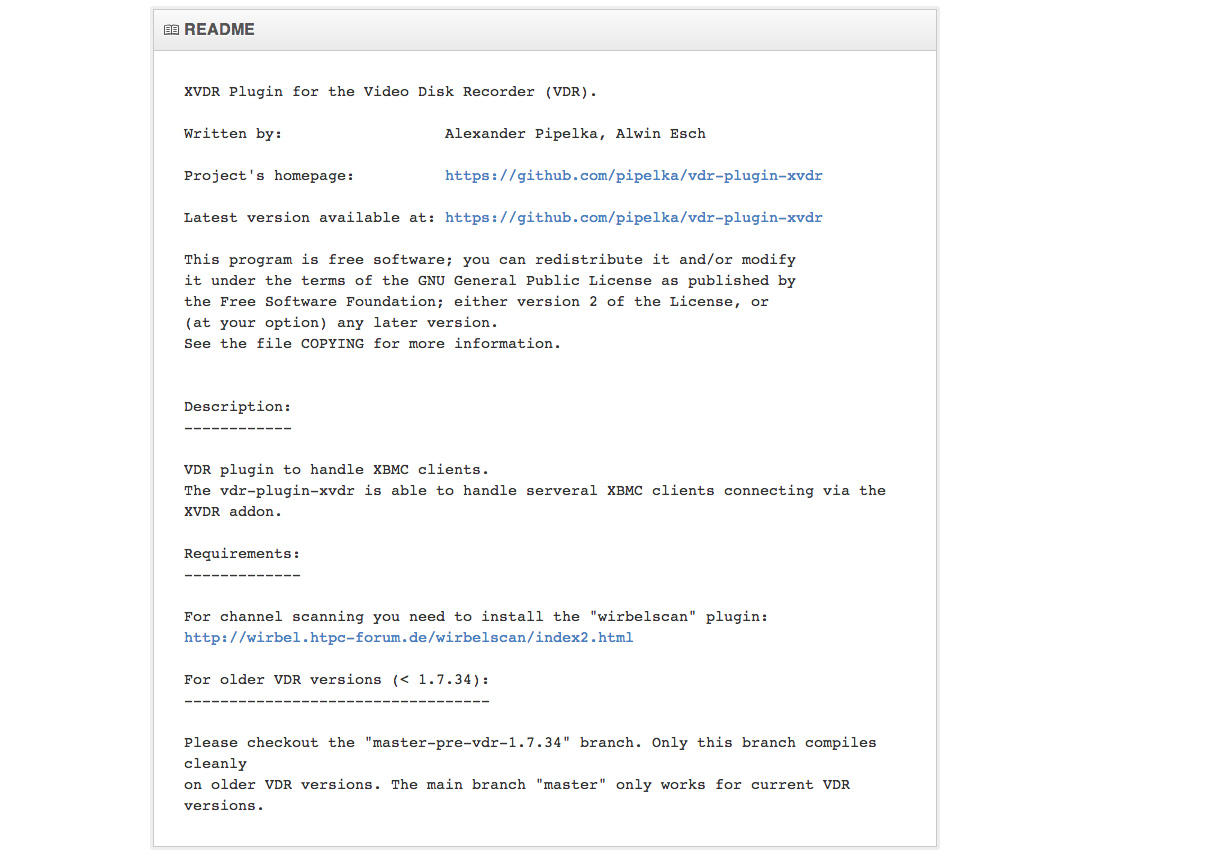 README
XVDR Plugin for the Video Disk Recorder (VDR).
Written by: Alexander Pipelka, Alwin Esch
Project's homepage: https://github.com/pipelka/vdr-plugin-xvdr
Latest version available at: https://github.com/pipelka/vdr-plugin-xvdr
This program is free software; you can redistribute it and/or modify
it under the terms of the GNU General Public License as published by
the Free Software Foundation; either version 2 of the License, or
(at your option) any later version.
See the file COPYING for more information.
Description:
------------
VDR plugin to handle XBMC clients.
The vdr-plugin-xvdr is able to handle serveral XBMC clients connecting via the
XVDR addon.
Requirements:
-------------
For channel scanning you need to install the "wirbelscan" plugin:
http://wirbel.htpc-forum.de/wirbelscan/index2.html
For older VDR versions (< 1.7.34):
----------------------------------
Please checkout the "master-pre-vdr-1.7.34" branch. Only this branch compiles
cleanly
on older VDR versions. The main branch "master" only works for current VDR
versions.